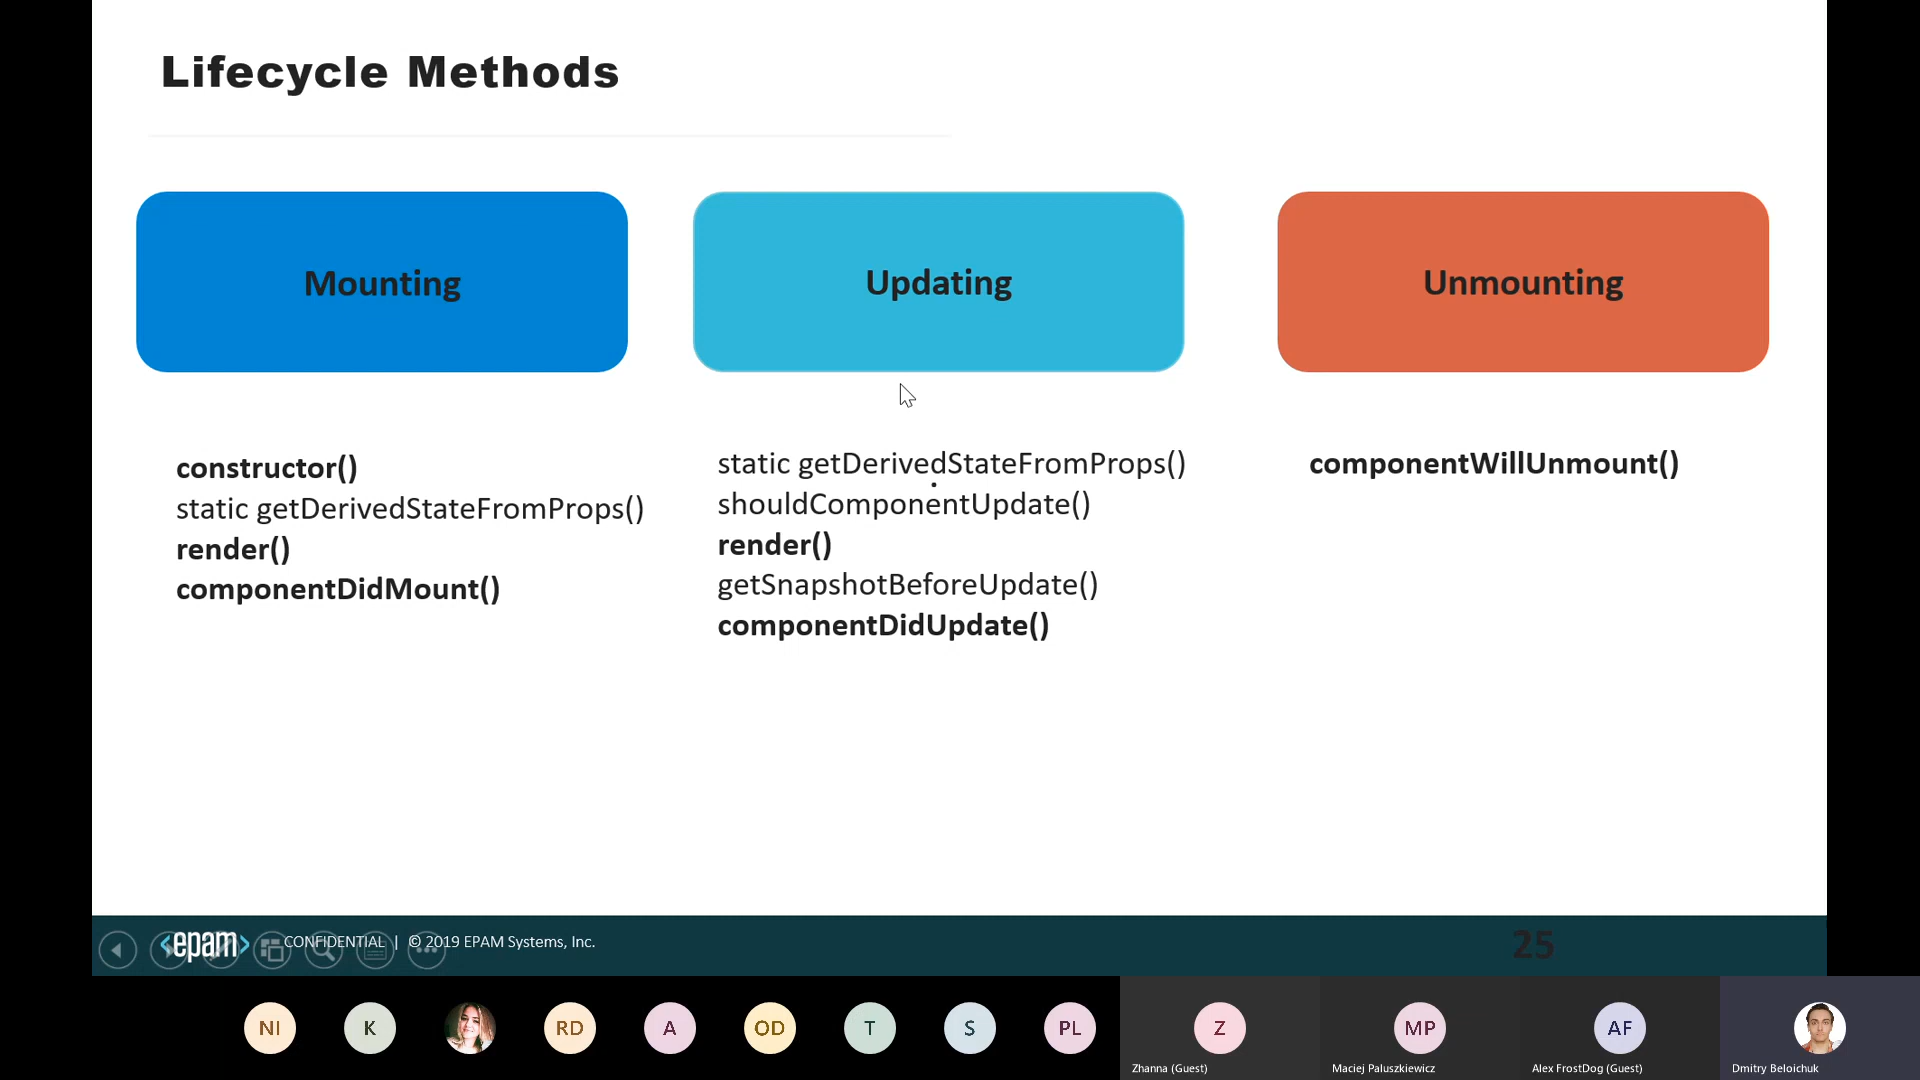 Lifecycle Methods
Mounting
Updating
Unmounting
constructor()
static getDerivedStateFromProps()
render()
componentDidMount()
static getDerivedStateFromProps()
shouldComponentUpdate()
render()
getSnapshotBeforeUpdate()
componentDidUpdate()
componentWillUnmount()
<epam> CONFIDENTIAL | © 2019 EPAM Systems, Inc.
25
NI
K
RD
A
OD
T
S
PL
Z
MP
AF
Zhanna (Guest)
Maciej Paluszkiewicz
Alex FrostDog (Guest)
Dmitry Beloichuk